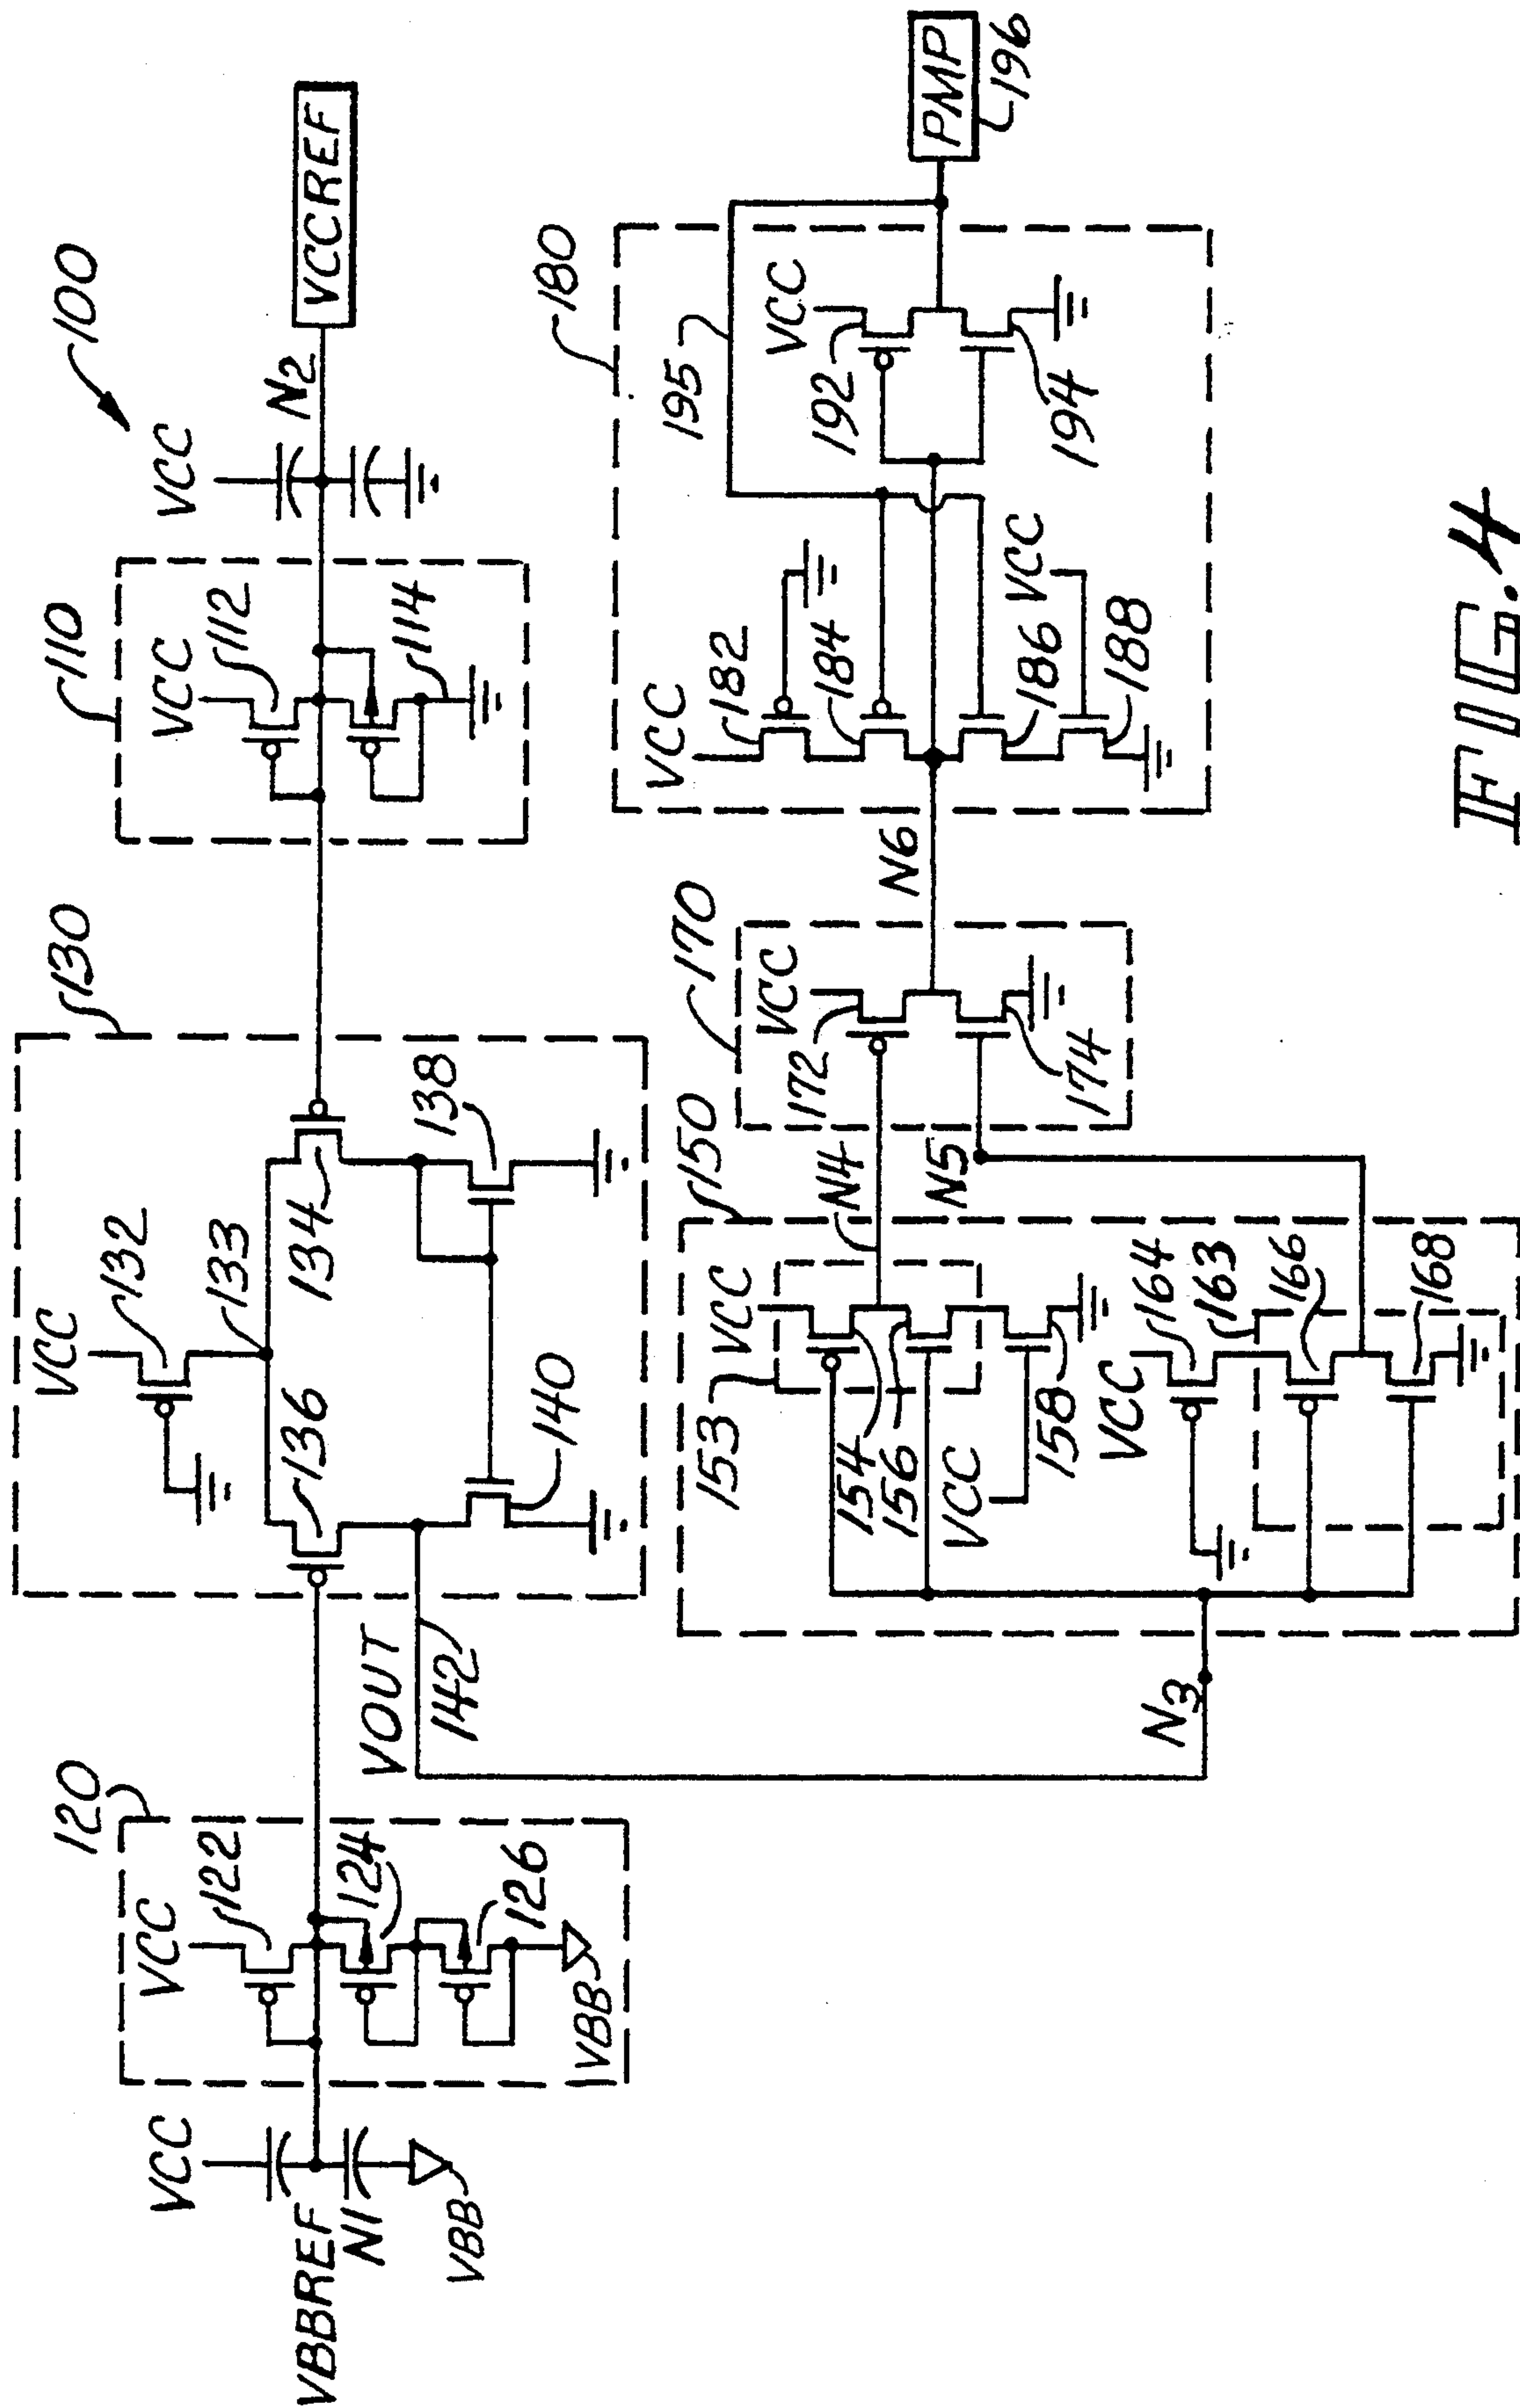 100
VCC
N2
VCCREF
110
VCC
112
114
130
VCC
132
133
136
134
138
140
120
VCC
122
124
126
VBB
VCC
VBBREF
N1
VBB
VOUT
142
N3
150
153
VCC
154
156
VCC
158
VCC
164
163
166
168
N4
N5
170
VCC
172
174
N6
180
195
VCC
182
184
186
VCC
188
VCC
192
194
PMP
196
FIG. 4